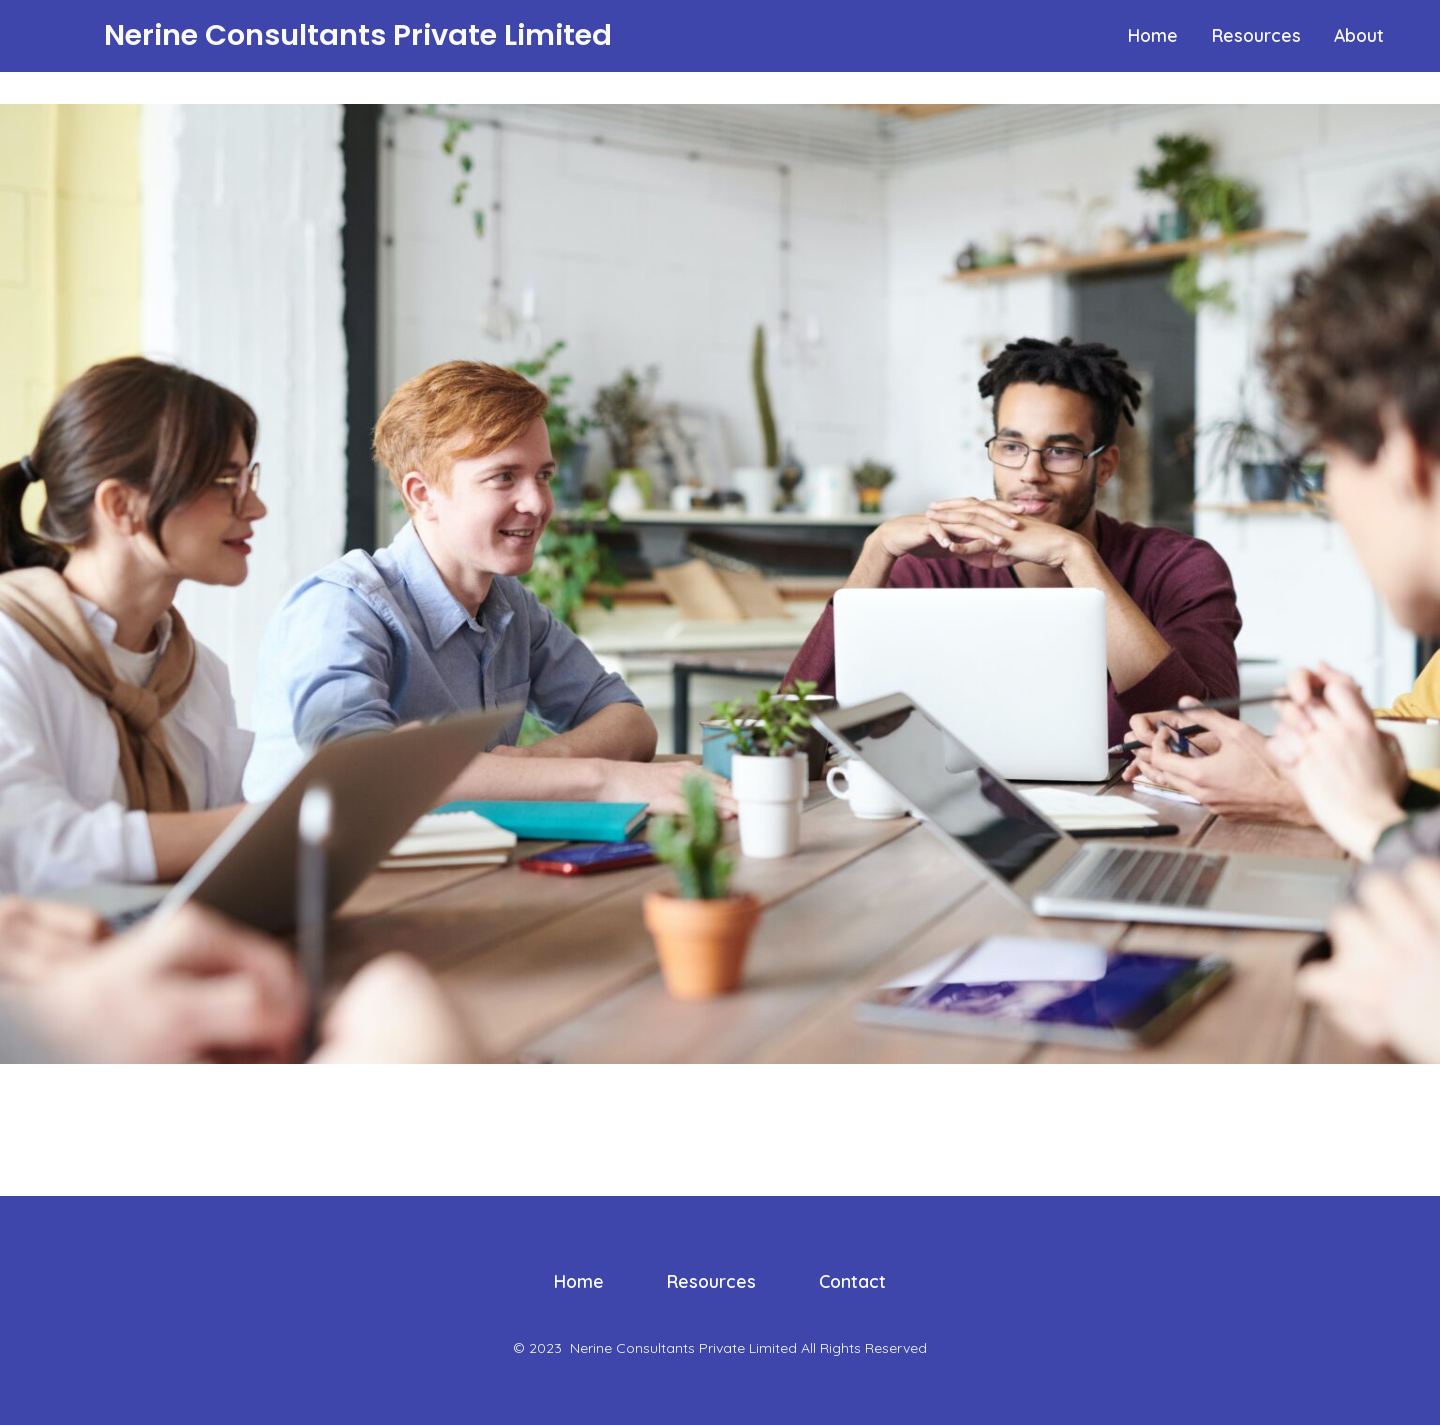 Nerine Consultants Private Limited
Home Resources About
Home Resources Contact
© 2023 Nerine Consultants Private Limited All Rights Reserved